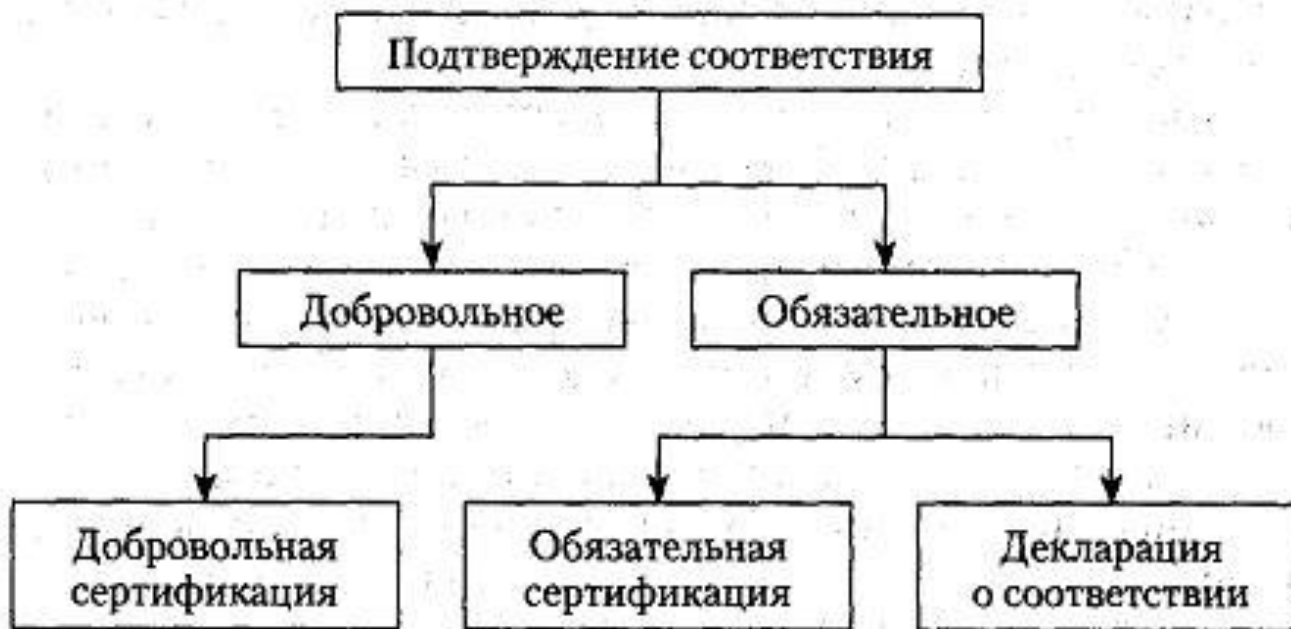 Подтверждение соответствия
Добровольное
Обязательное
Добровольная
сертификация
Обязательная
сертификация
Декларация
о соответствии